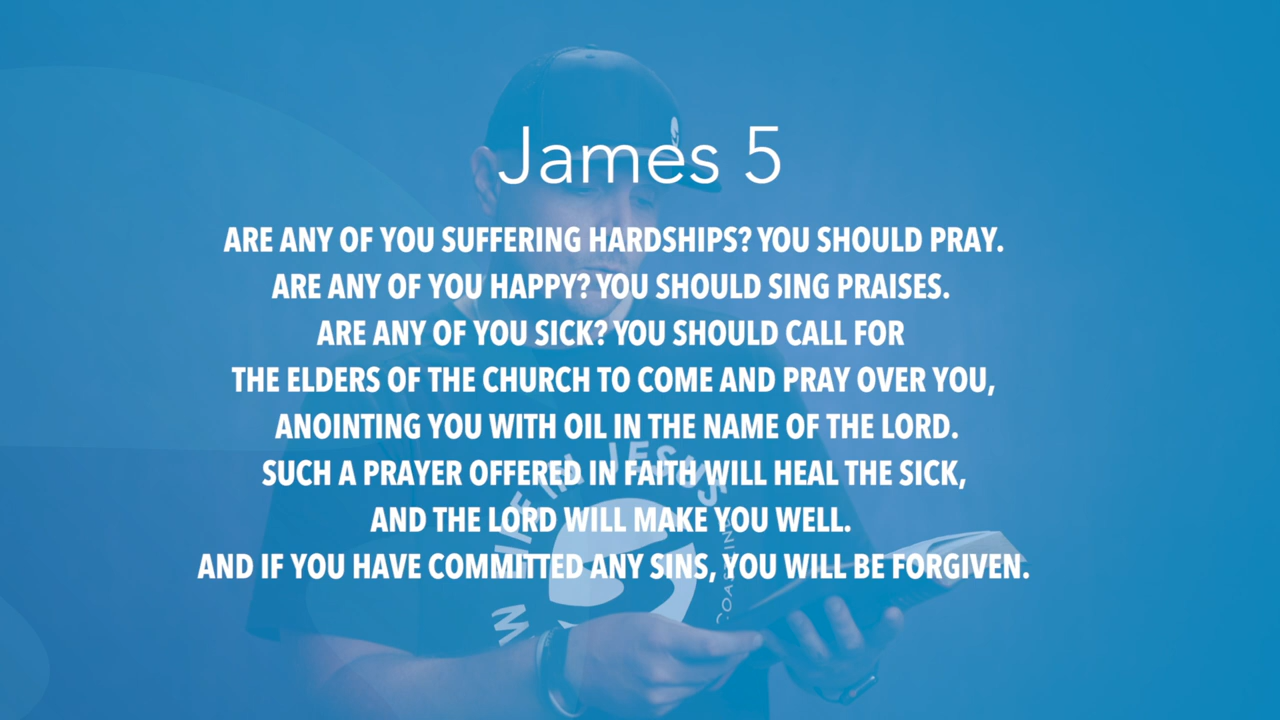 James 5
ARE ANY OF YOU SUFFERING HARDSHIPS? YOU SHOULD PRAY.
ARE ANY OF YOU HAPPY? YOU SHOULD SING PRAISES.
ARE ANY OF YOU SICK? YOU SHOULD CALL FOR
THE ELDERS OF THE CHURCH TO COME AND PRAY OVER YOU,
ANOINTING YOU WITH OIL IN THE NAME OF THE LORD.
SUCH A PRAYER OFFERED IN FAITH WILL HEAL THE SICK,
AND THE LORD WILL MAKE YOU WELL.
AND IF YOU HAVE COMMITTED ANY SINS, YOU WILL BE FORGIVEN.
LIFE IN JESUS